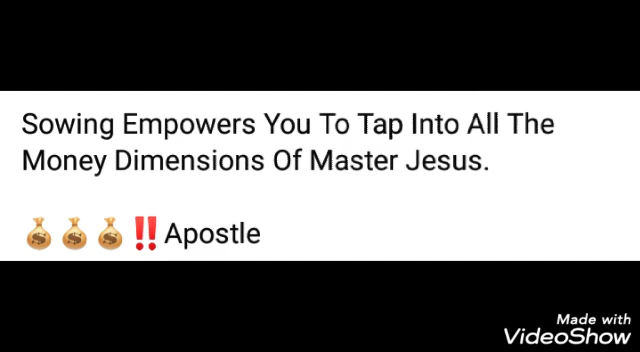 Sowing Empowers You To Tap Into All The
Money Dimensions Of Master Jesus.
💰💰💰‼️Apostle
Made with
VideoShow